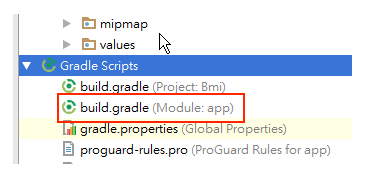 mipmap
values
Gradle Scripts
build.gradle (Project: Bmi)
build.gradle (Module: app)
gradle.properties (Global Properties)
proguard-rules.pro (ProGuard Rules for app)